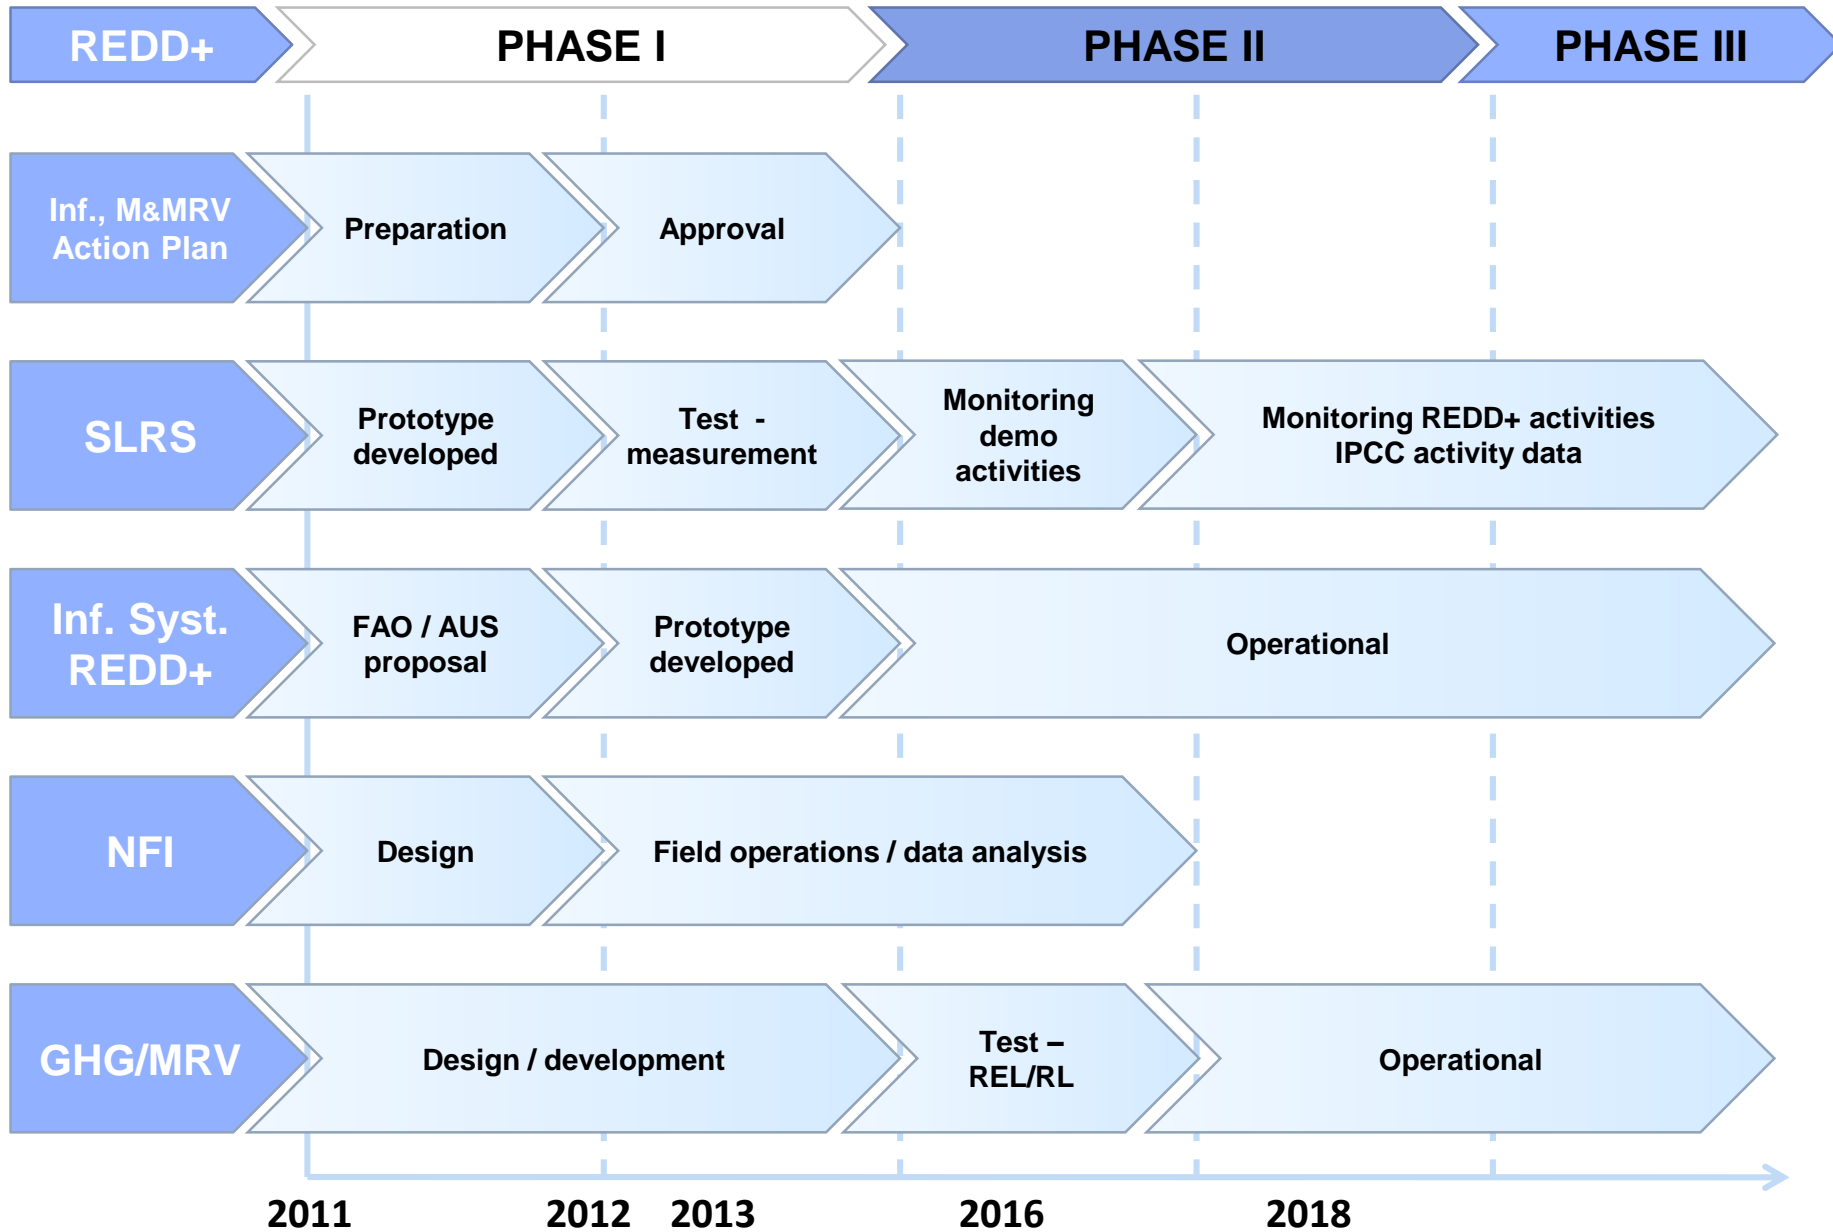 REDD+
PHASE I
PHASE II
PHASE III
Inf., M&MRV
Action Plan
Preparation
Approval
SLRS
Prototype
developed
Test -
measurement
Monitoring
demo
activities
Monitoring REDD+ activities
IPCC activity data
Inf. Syst.
REDD+
FAO / AUS
proposal
Prototype
developed
Operational
NFI
Design
Field operations / data analysis
GHG/MRV
Design / development
Test –
REL/RL
Operational
2011
2012
2013
2016
2018